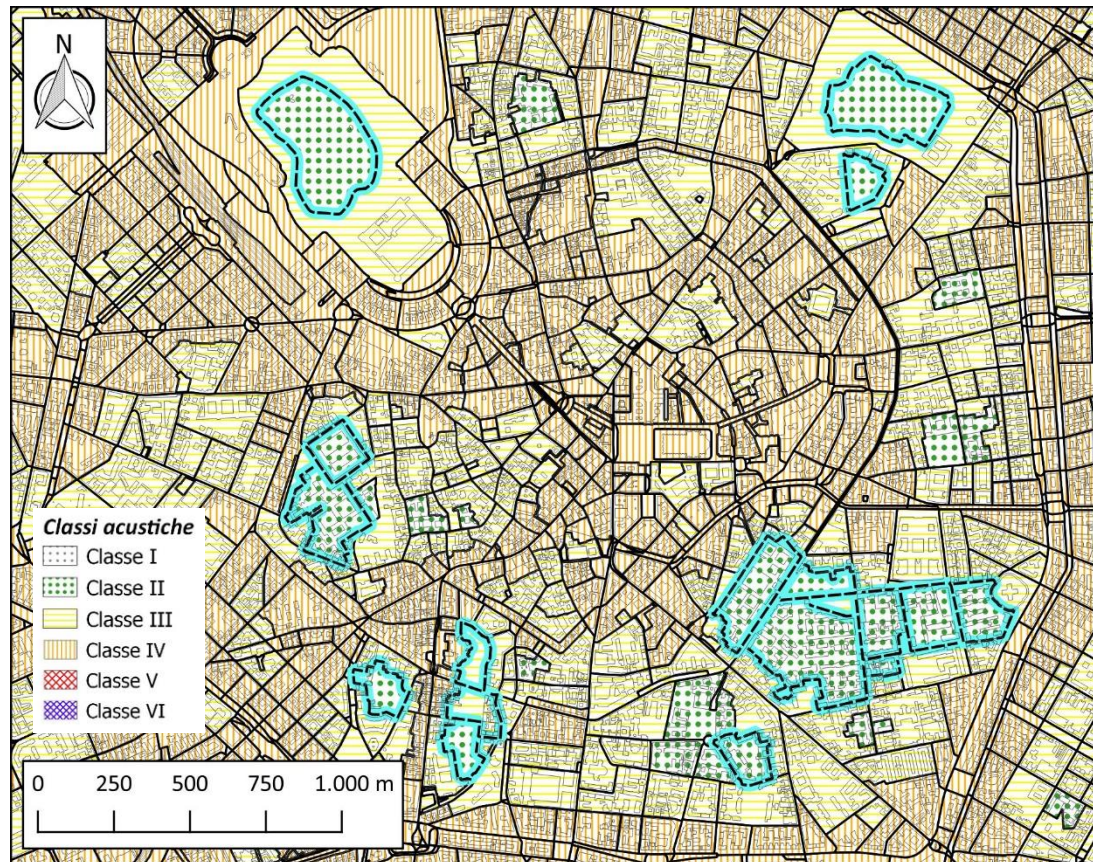 N
Classi acustiche
Classe I
Classe II
Classe III
Classe IV
Classe V
Classe VI
0 250 500 750 1.000 m